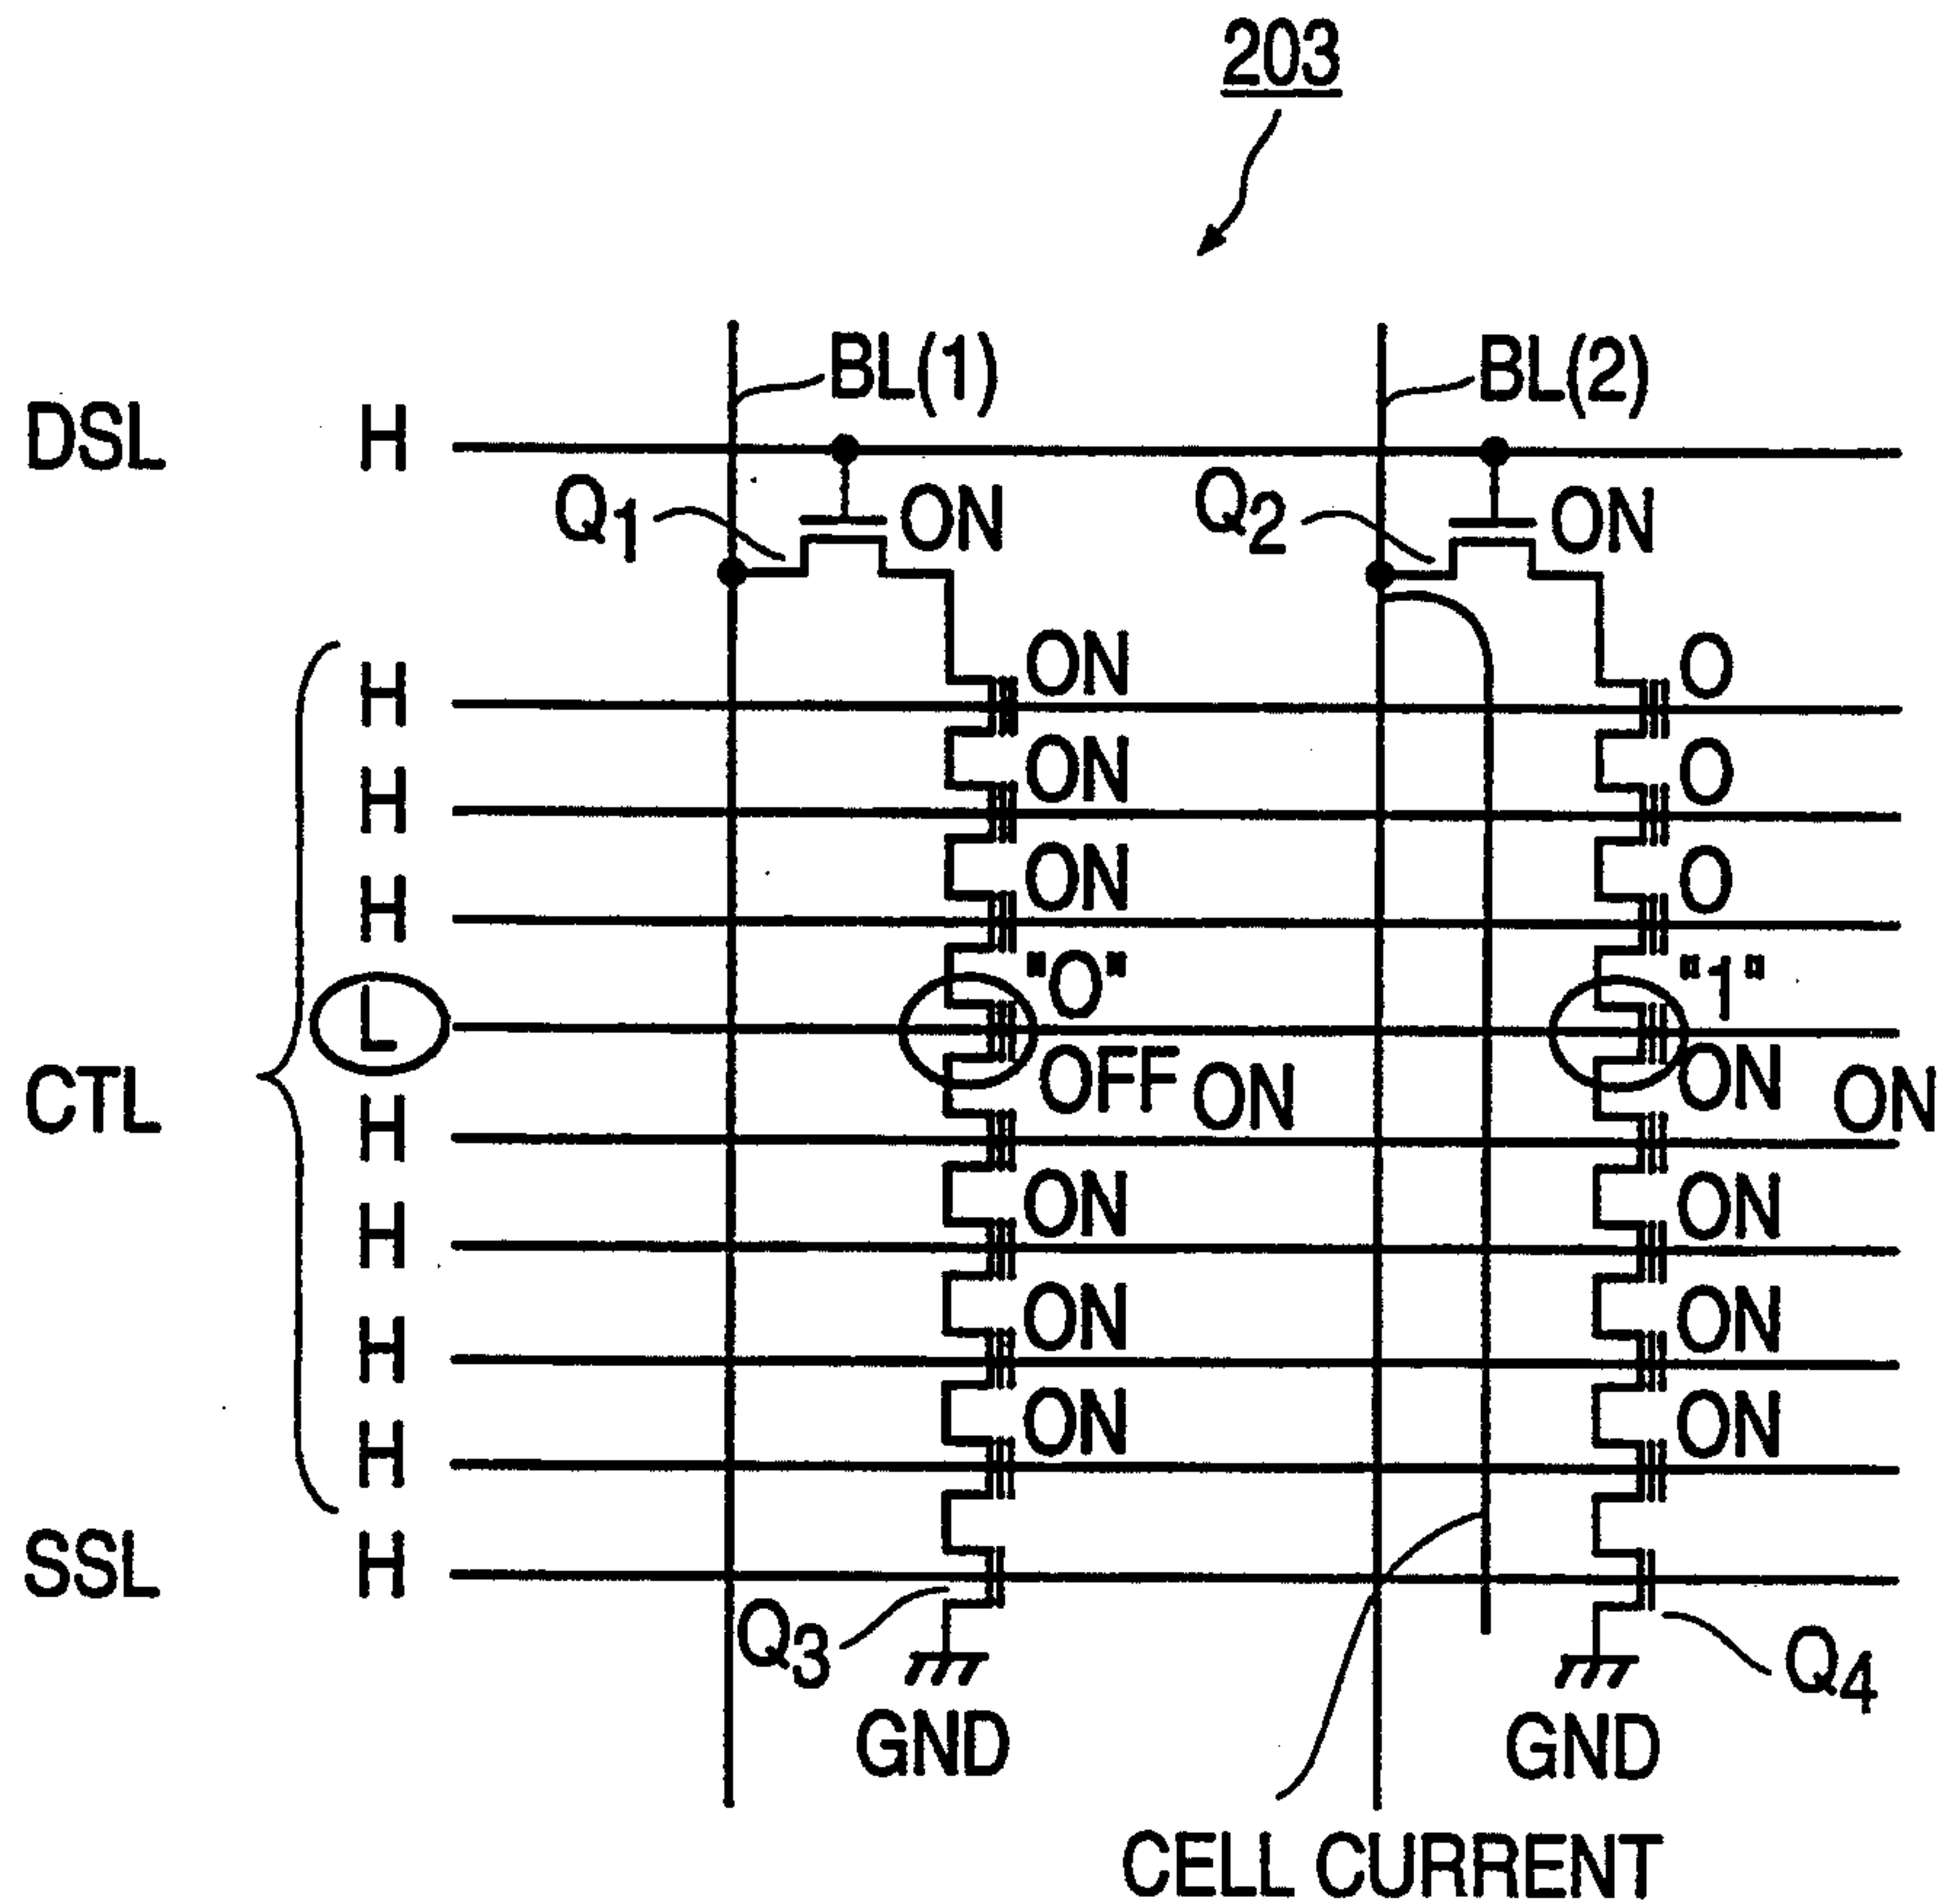 203
BL(1) BL(2)
DSL H
Q1 ON Q2 ON
H ON O
H ON O
H ON O
"0" "1"
L
OFF ON ON ON
CTL
H
H ON ON
H ON ON
H ON ON
SSL H
Q3 Q4
GND GND
CELL CURRENT